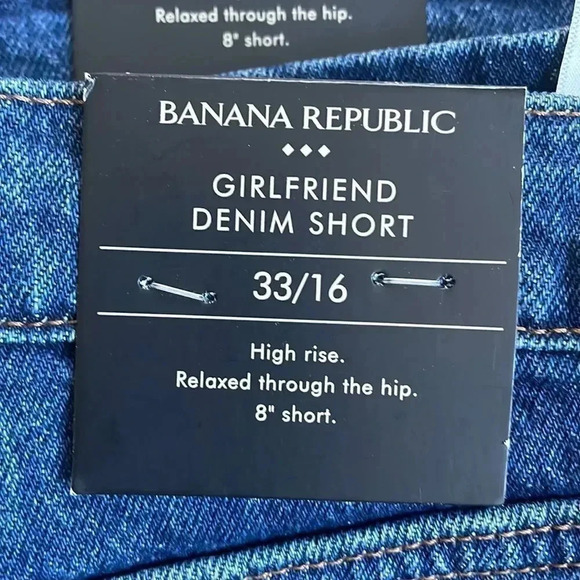 Relaxed through the hip.
8" short.
BANANA REPUBLIC
GIRLFRIEND
DENIM SHORT
33/16
High rise.
Relaxed through the hip.
8" short.